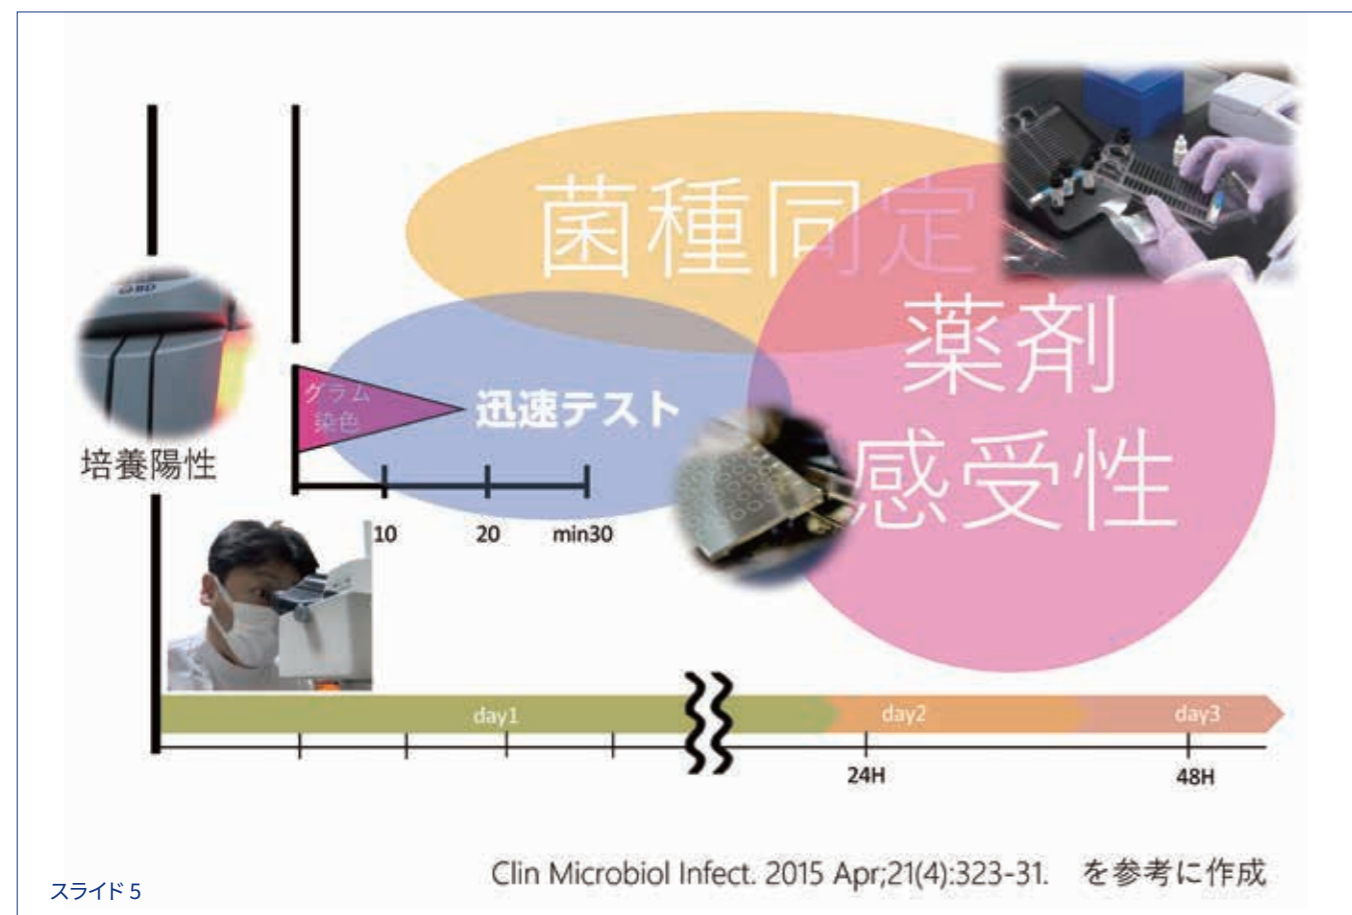 菌種同定
薬剤
感受性
グラム
染色
迅速テスト
培養陽性
10
20
min30
BD
day1
day2
day3
24H
48H
Clin Microbiol Infect. 2015 Apr;21(4):323-31. を参考に作成
スライド 5